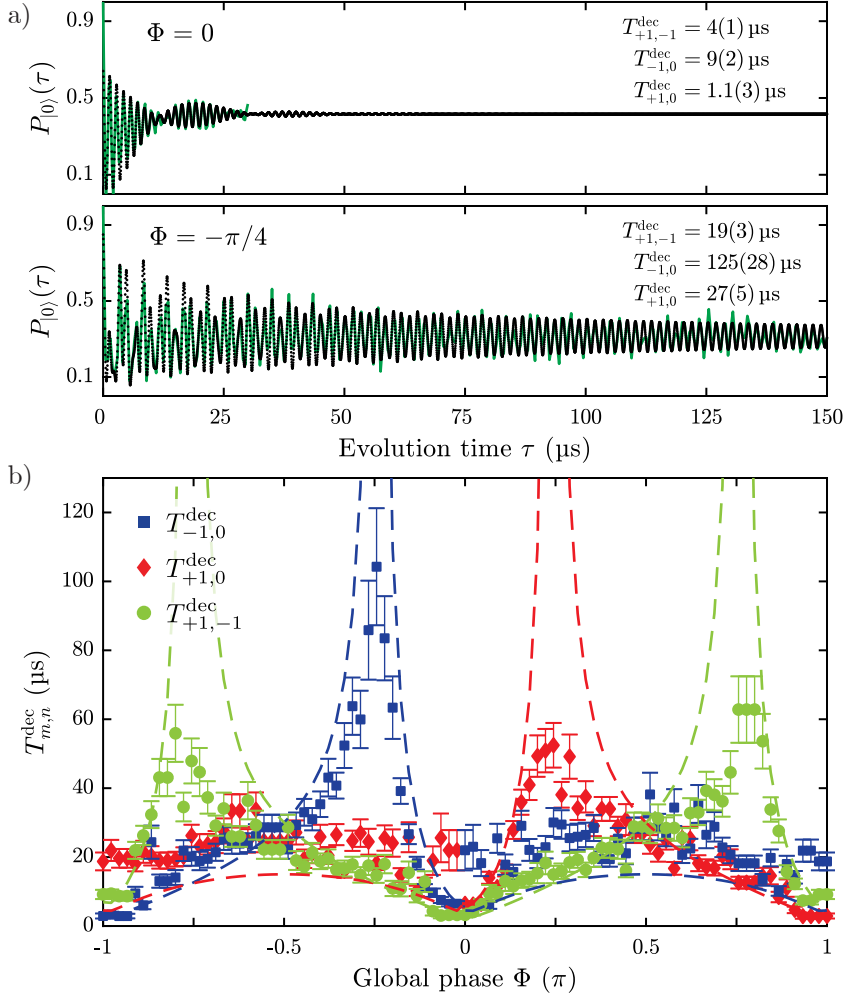 a)
0.9
0.5
0.1
P|0⟩(τ)
Φ = 0
T^dec_+1,−1 = 4(1) µs
T^dec_−1,0 = 9(2) µs
T^dec_+1,0 = 1.1(3) µs
0.9
0.5
0.1
P|0⟩(τ)
Φ = −π/4
T^dec_+1,−1 = 19(3) µs
T^dec_−1,0 = 125(28) µs
T^dec_+1,0 = 27(5) µs
0 25 50 75 100 125 150
Evolution time τ (µs)
b)
120
100
80
60
40
20
0
T^dec_m,n (µs)
T^dec_−1,0
T^dec_+1,0
T^dec_+1,−1
-1 -0.5 0 0.5 1
Global phase Φ (π)